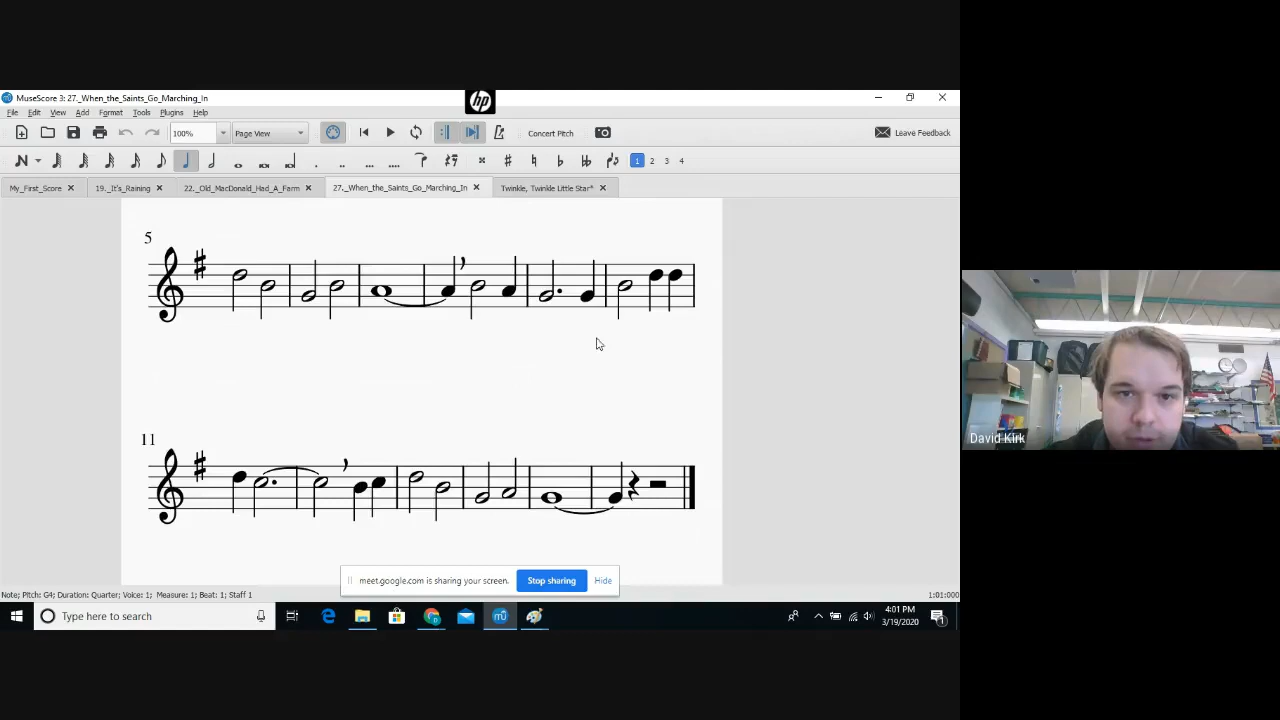 MuseScore 3: 27._When_the_Saints_Go_Marching_In
hp
File Edit View Add Format Tools Plugins Help
100% Page View Concert Pitch Leave Feedback
1 2 3 4
My_First_Score 19._It's_Raining 22._Old_MacDonald_Had_A_Farm 27._When_the_Saints_Go_Marching_In Twinkle, Twinkle Little Star*
5
11
David Kirk
meet.google.com is sharing your screen. Stop sharing Hide
Note; Pitch: G4; Duration: Quarter; Voice: 1; Measure: 1; Beat: 1; Staff 1 1:01:000
Type here to search
4:01 PM
3/19/2020